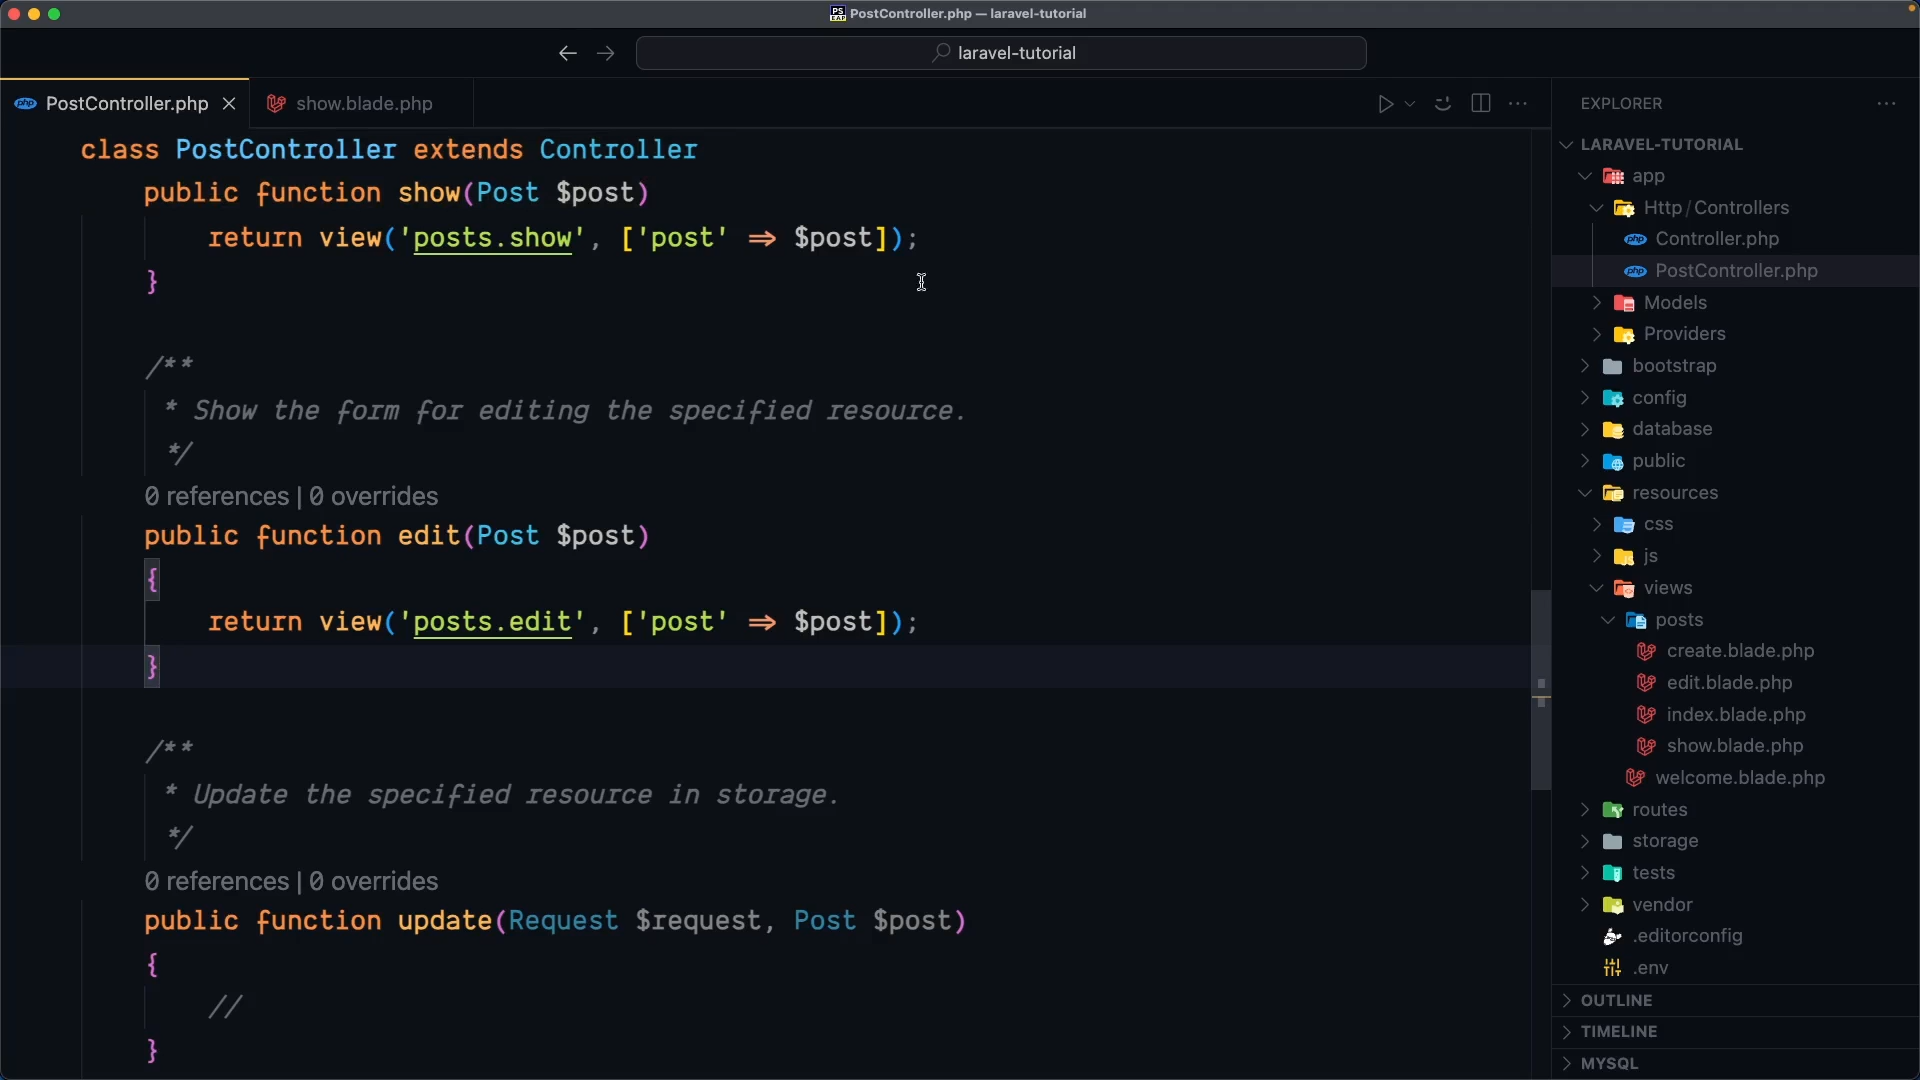 PS
EAP
PostController.php — laravel-tutorial
laravel-tutorial
php PostController.php
show.blade.php
class PostController extends Controller
public function show(Post $post)
return view('posts.show', ['post' => $post]);
}
/**
* Show the form for editing the specified resource.
*/
0 references | 0 overrides
public function edit(Post $post)
{
return view('posts.edit', ['post' => $post]);
}
/**
* Update the specified resource in storage.
*/
0 references | 0 overrides
public function update(Request $request, Post $post)
{
//
}
EXPLORER
LARAVEL-TUTORIAL
app
Http / Controllers
php Controller.php
php PostController.php
Models
Providers
bootstrap
config
database
public
resources
css
js
views
posts
create.blade.php
edit.blade.php
index.blade.php
show.blade.php
welcome.blade.php
routes
storage
tests
vendor
.editorconfig
.env
OUTLINE
TIMELINE
MYSQL